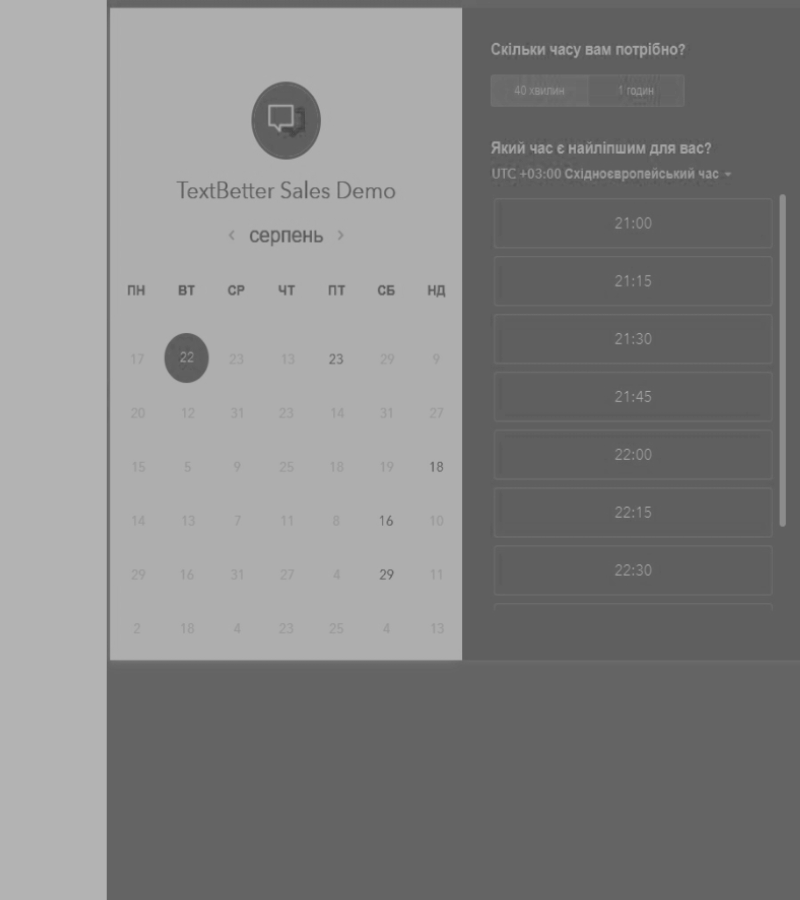 TextBetter Sales Demo
‹ серпень ›
ПН ВТ СР ЧТ ПТ СБ НД
17 22 23 13 23 29 9
20 12 31 23 14 31 27
15 5 9 25 18 19 18
14 13 7 11 8 16 10
29 16 31 27 4 29 11
2 18 4 23 25 4 13
Скільки часу вам потрібно?
40 хвилин 1 годин
Який час є найліпшим для вас?
UTC +03:00 Східноєвропейський час
21:00
21:15
21:30
21:45
22:00
22:15
22:30